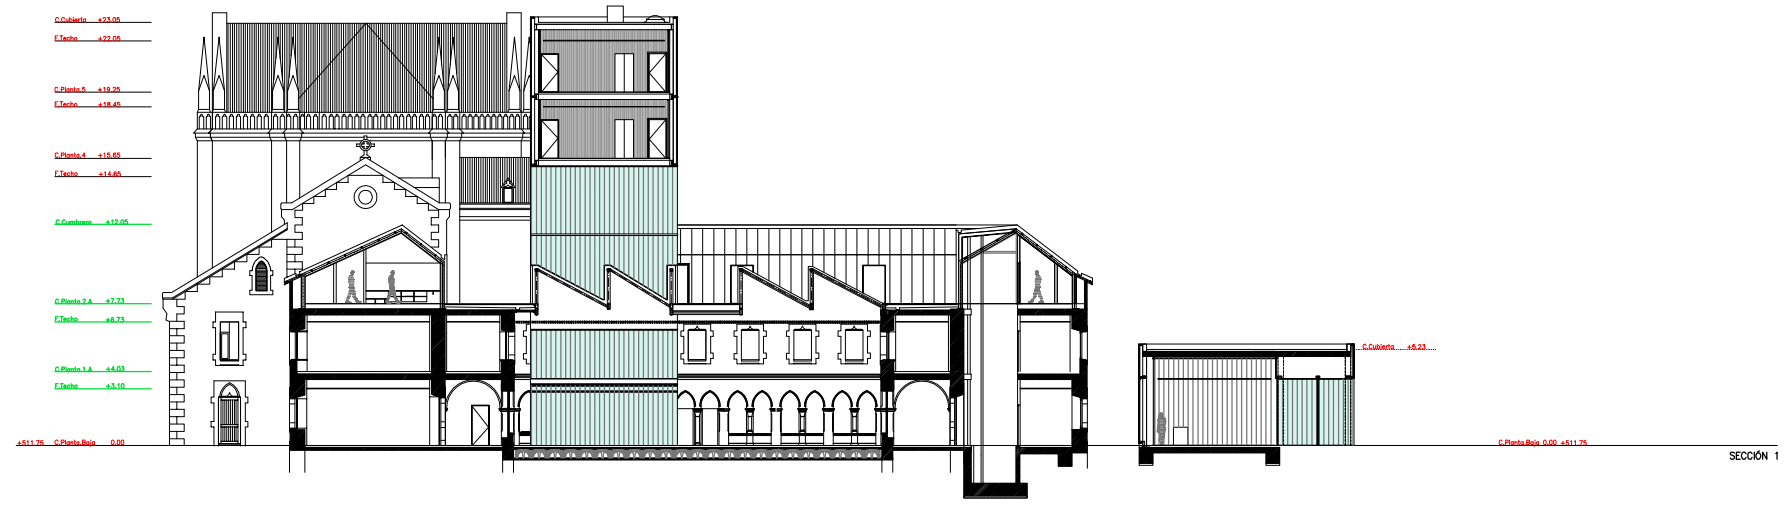 C.Cubierta +23.05
F.Techo +22.05
C.Planta.5 +19.25
F.Techo +18.45
C.Planta.4 +15.65
F.Techo +14.65
C.Cumbrera +12.05
C.Planta 2.A +7.73
F.Techo +6.73
C.Planta 1.A +4.03
F.Techo +3.10
+511.75 C.Planta.Baja 0.00
C.Cubierta +5.23
C.Planta.Baja 0.00 +511.75
SECCIÓN 1